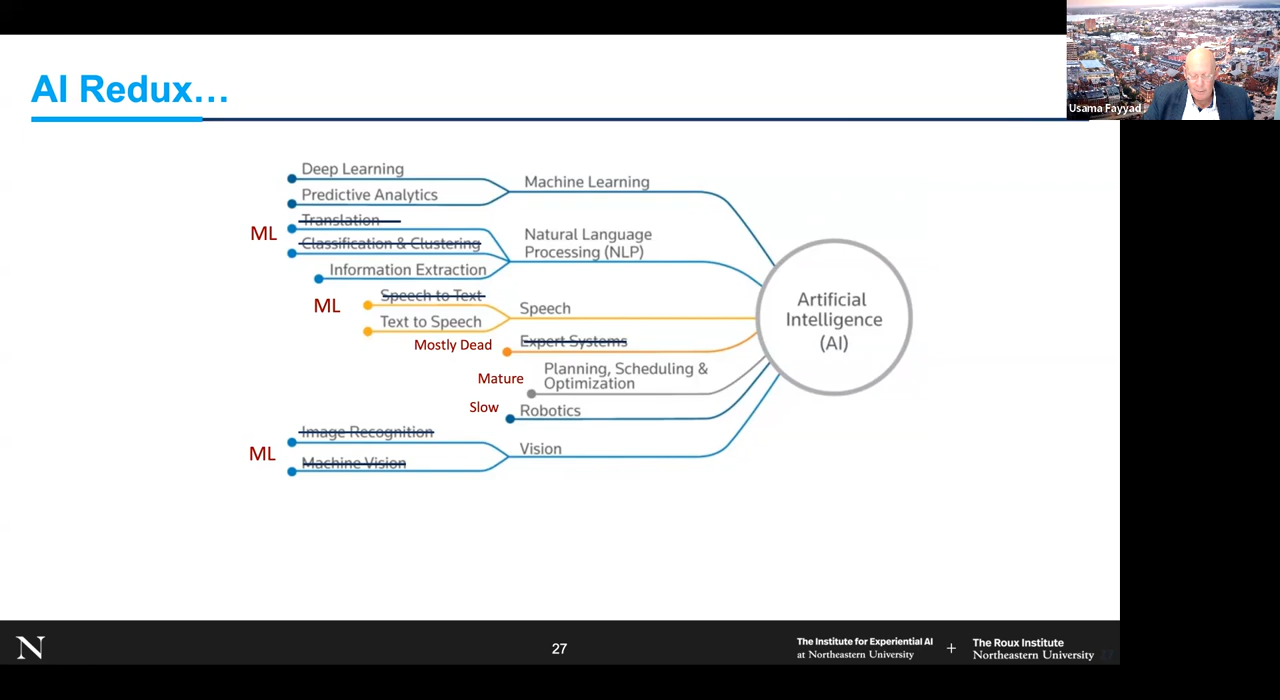 Usama Fayyad
AI Redux…
Deep Learning
Predictive Analytics
Machine Learning
Translation
ML
Classification & Clustering
Information Extraction
Natural Language
Processing (NLP)
Speech to Text
ML
Text to Speech
Speech
Mostly Dead
Expert Systems
Mature
Planning, Scheduling &
Optimization
Slow
Robotics
Image Recognition
ML
Machine Vision
Vision
Artificial
Intelligence
(AI)
N
27
The Institute for Experiential AI
at Northeastern University
+
The Roux Institute
Northeastern University
27